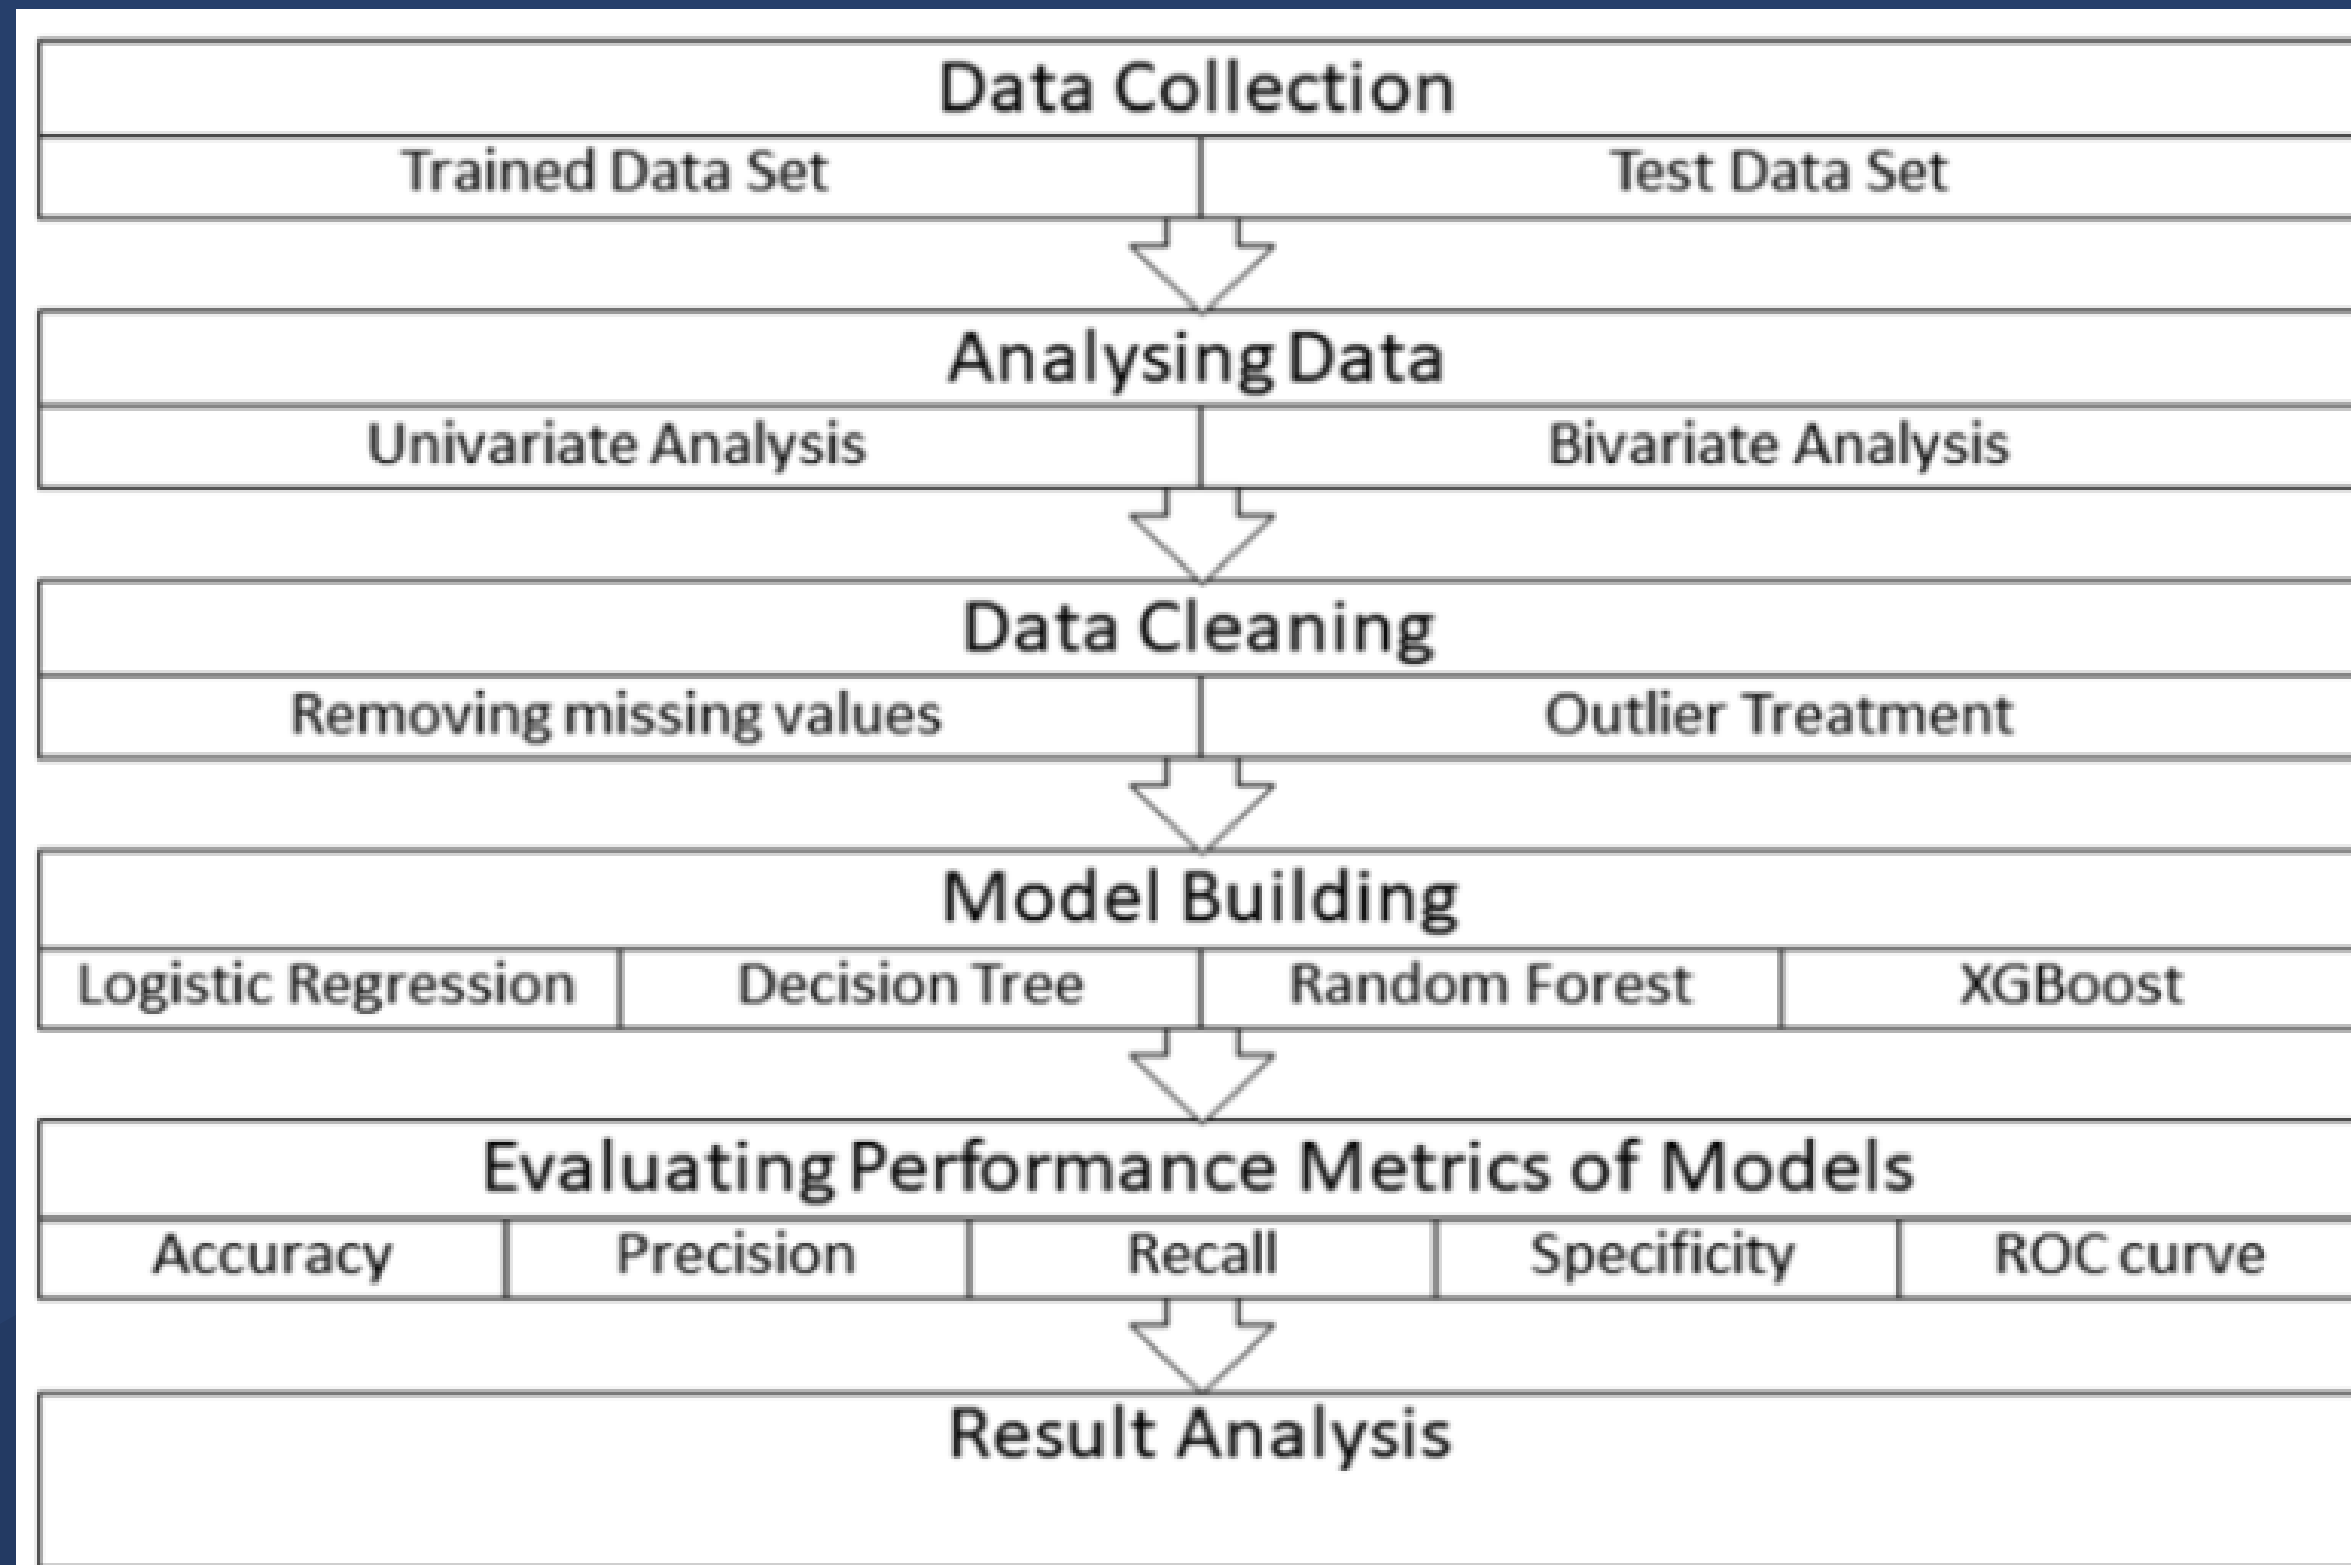 Data Collection
Trained Data Set
Test Data Set
Analysing Data
Univariate Analysis
Bivariate Analysis
Data Cleaning
Removing missing values
Outlier Treatment
Model Building
Logistic Regression
Decision Tree
Random Forest
XGBoost
Evaluating Performance Metrics of Models
Accuracy
Precision
Recall
Specificity
ROC curve
Result Analysis